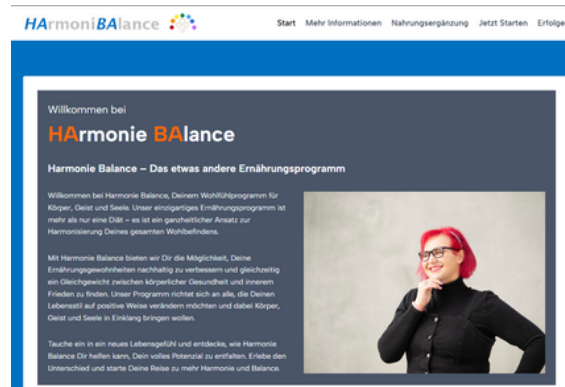 HArmoniBAlance
Start Mehr Informationen Nahrungsergänzung Jetzt Starten Erfolge
Willkommen bei
HArmonie BAlance
Harmonie Balance – Das etwas andere Ernährungsprogramm
Willkommen bei Harmonie Balance, Deinem Wohlfühlprogramm für
Körper, Geist und Seele. Unser einzigartiges Ernährungsprogramm ist
mehr als nur eine Diät – es ist ein ganzheitlicher Ansatz zur
Harmonisierung Deines gesamten Wohlbefindens.
Mit Harmonie Balance bieten wir Dir die Möglichkeit, Deine
Ernährungsgewohnheiten nachhaltig zu verbessern und gleichzeitig
ein Gleichgewicht zwischen körperlicher Gesundheit und innerem
Frieden zu finden. Unser Programm richtet sich an alle, die Deinen
Lebensstil auf positive Weise verändern möchten und dabei Körper,
Geist und Seele in Einklang bringen wollen.
Tauche ein in ein neues Lebensgefühl und entdecke, wie Harmonie
Balance Dir helfen kann, Dein volles Potenzial zu entfalten. Erlebe den
Unterschied und starte Deine Reise zu mehr Harmonie und Balance.